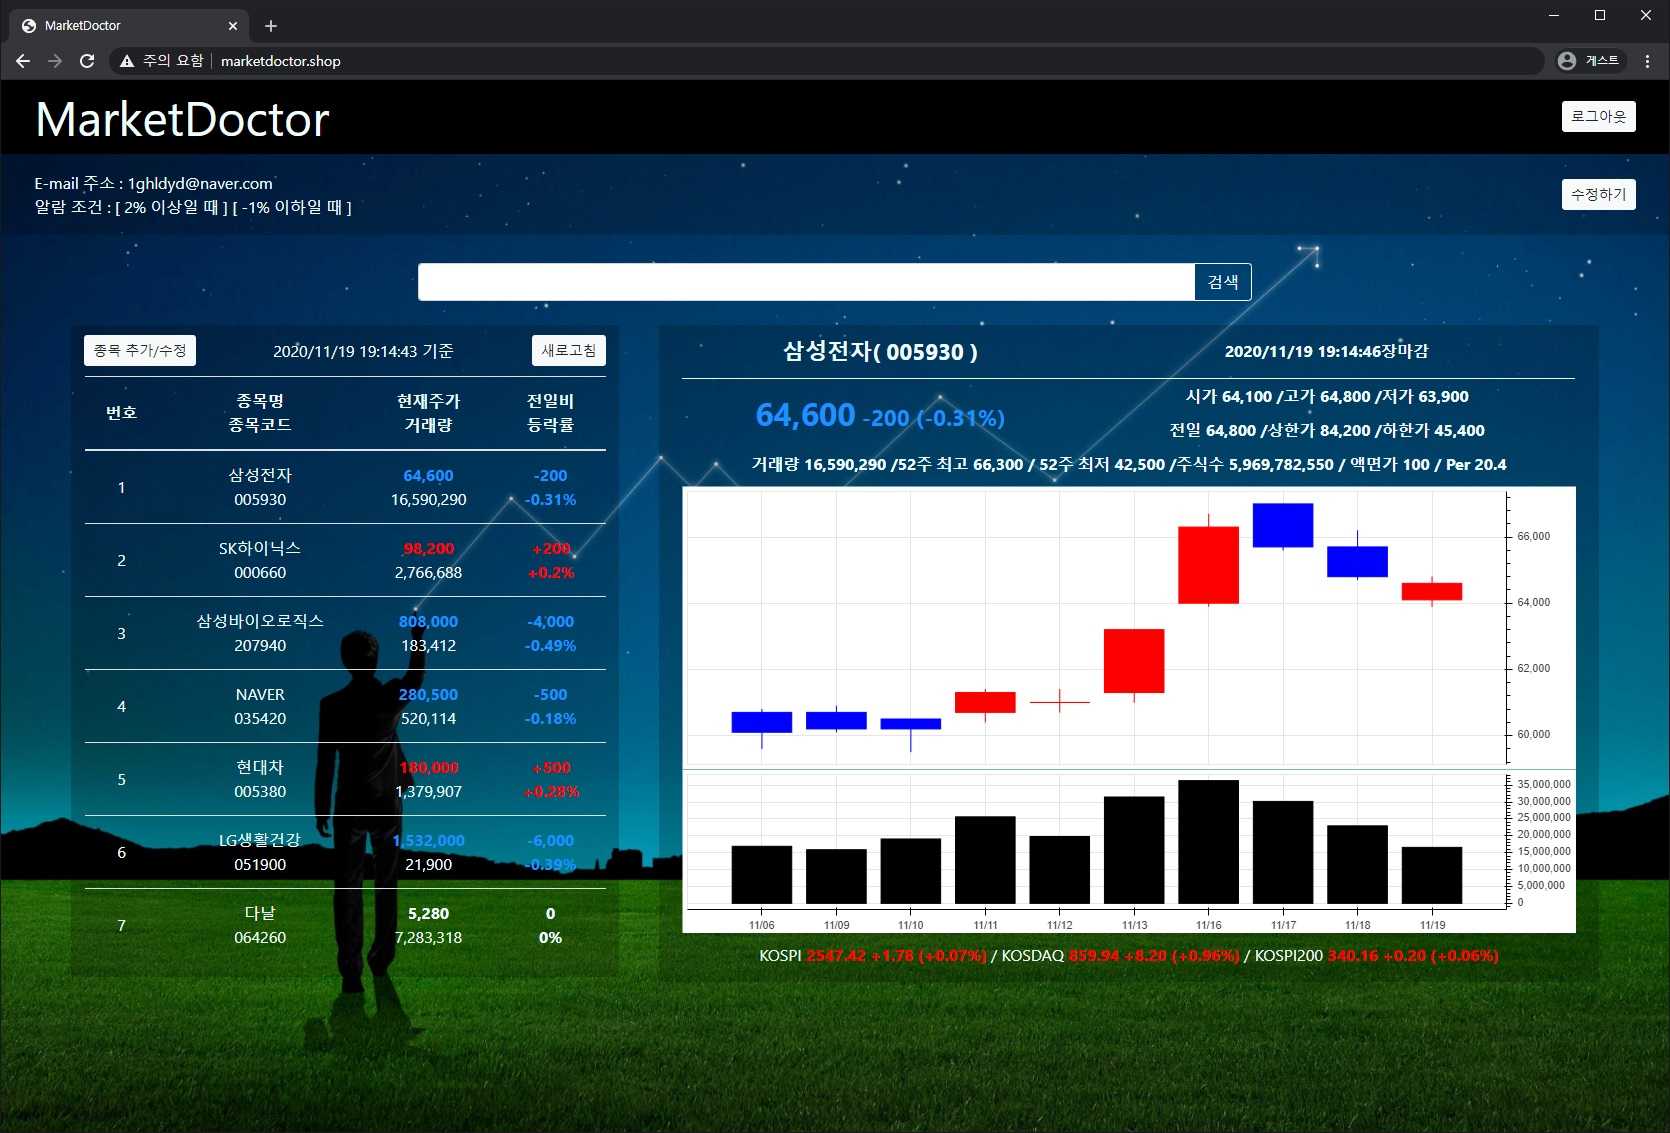 MarketDoctor
주의 요함 | marketdoctor.shop
게스트
MarketDoctor
로그아웃
E-mail 주소 : 1ghldyd@naver.com
알람 조건 : [ 2% 이상일 때 ] [ -1% 이하일 때 ]
수정하기
검색
종목 추가/수정 2020/11/19 19:14:43 기준 새로고침
번호 종목명 현재주가 전일비
종목코드 거래량 등락률
1 삼성전자 64,600 -200
005930 16,590,290 -0.31%
2 SK하이닉스 98,200 +200
000660 2,766,688 +0.2%
3 삼성바이오로직스 808,000 -4,000
207940 183,412 -0.49%
4 NAVER 280,500 -500
035420 520,114 -0.18%
5 현대차 180,000 +500
005380 1,379,907 +0.28%
6 LG생활건강 1,532,000 -6,000
051900 21,900 -0.39%
7 다날 5,280 0
064260 7,283,318 0%
삼성전자( 005930 ) 2020/11/19 19:14:46장마감
64,600 -200 (-0.31%)
시가 64,100 /고가 64,800 /저가 63,900
전일 64,800 /상한가 84,200 /하한가 45,400
거래량 16,590,290 /52주 최고 66,300 / 52주 최저 42,500 /주식수 5,969,782,550 / 액면가 100 / Per 20.4
66,000
64,000
62,000
60,000
35,000,000
30,000,000
25,000,000
20,000,000
15,000,000
10,000,000
5,000,000
0
11/06 11/09 11/10 11/11 11/12 11/13 11/16 11/17 11/18 11/19
KOSPI 2547.42 +1.78 (+0.07%) / KOSDAQ 859.94 +8.20 (+0.96%) / KOSPI200 340.16 +0.20 (+0.06%)